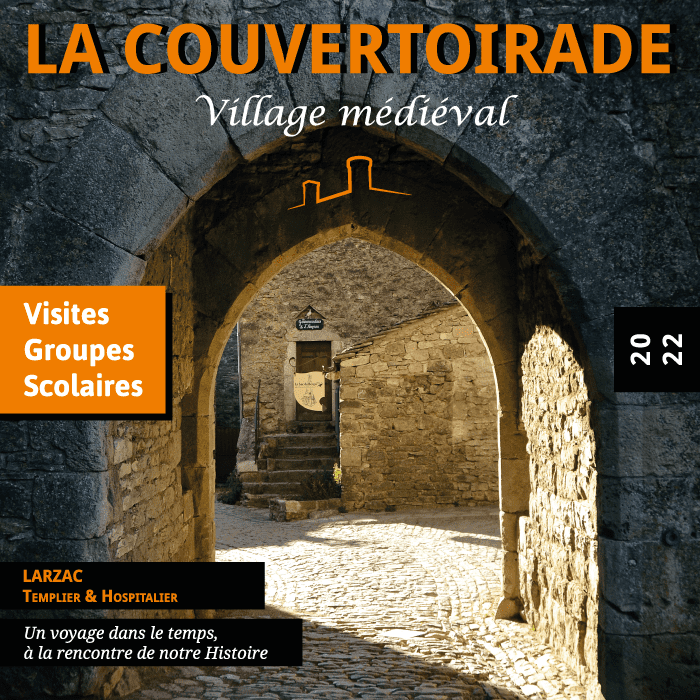 LA COUVERTOIRADE
Village médiéval
Visites
Groupes
Scolaires
20
22
LARZAC
Templier & Hospitalier
Un voyage dans le temps,
à la rencontre de notre Histoire